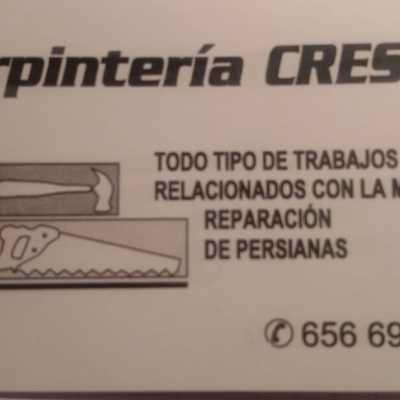 rpintería CRES
TODO TIPO DE TRABAJOS
RELACIONADOS CON LA M
REPARACIÓN
DE PERSIANAS
✆ 656 69